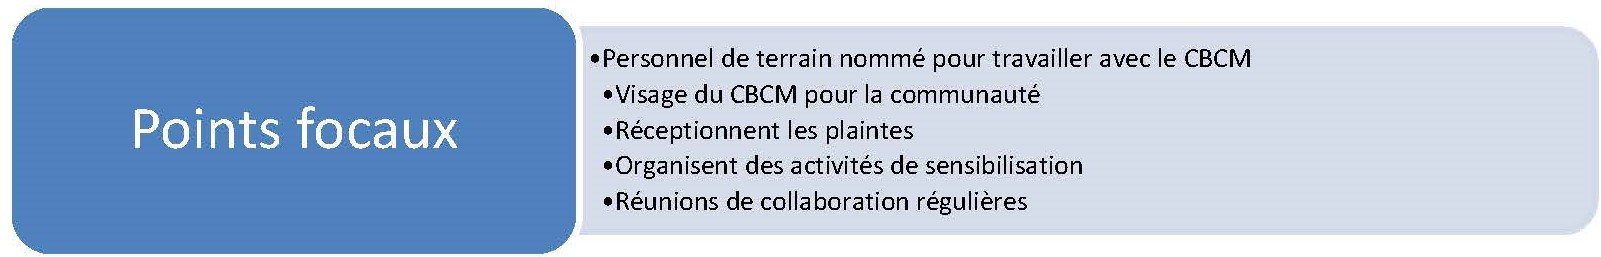 Points focaux
•Personnel de terrain nommé pour travailler avec le CBCM
•Visage du CBCM pour la communauté
•Réceptionnent les plaintes
•Organisent des activités de sensibilisation
•Réunions de collaboration régulières